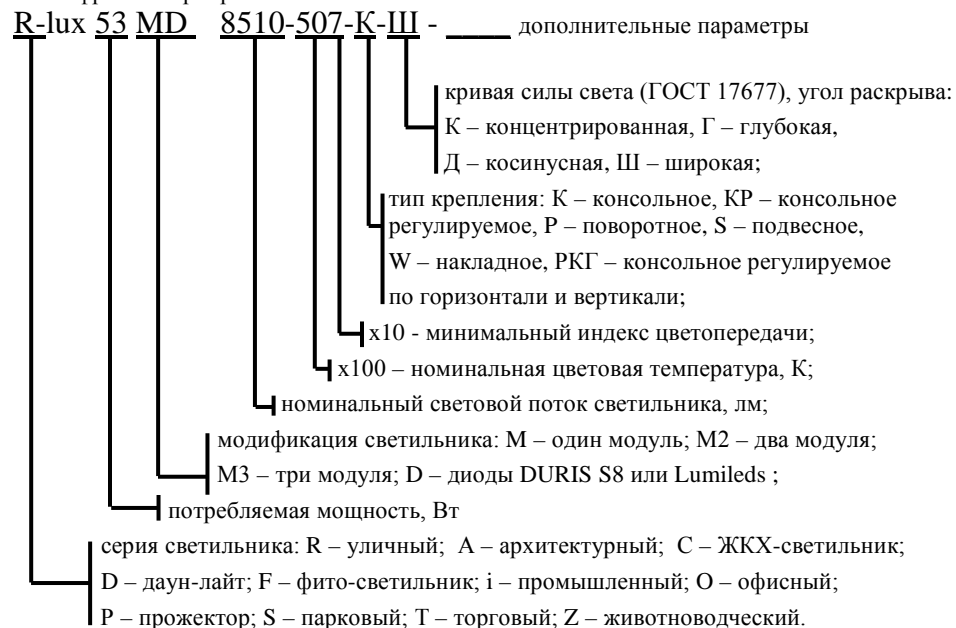 R-lux 53 MD 8510-507-К-Ш - _____ дополнительные параметры
кривая силы света (ГОСТ 17677), угол раскрыва:
К – концентрированная, Г – глубокая,
Д – косинусная, Ш – широкая;
тип крепления: К – консольное, КР – консольное
регулируемое, Р – поворотное, S – подвесное,
W – накладное, РКГ – консольное регулируемое
по горизонтали и вертикали;
х10 - минимальный индекс цветопередачи;
х100 – номинальная цветовая температура, К;
номинальный световой поток светильника, лм;
модификация светильника: М – один модуль; М2 – два модуля;
М3 – три модуля; D – диоды DURIS S8 или Lumileds ;
потребляемая мощность, Вт
серия светильника: R – уличный; А – архитектурный; С – ЖКХ-светильник;
D – даун-лайт; F – фито-светильник; i – промышленный; О – офисный;
Р – прожектор; S – парковый; Т – торговый; Z – животноводческий.